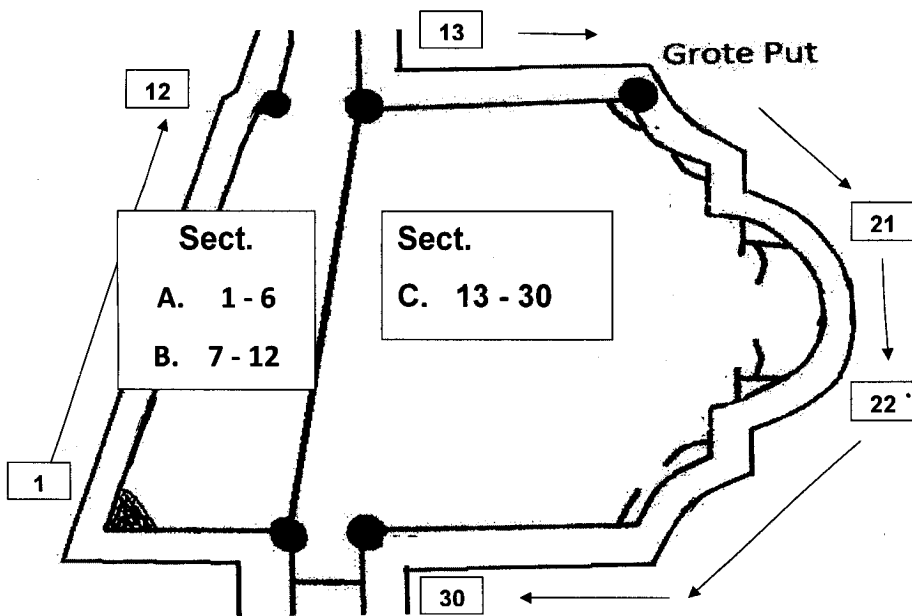 13
Grote Put
12
Sect.
A. 1 - 6
B. 7 - 12
Sect.
C. 13 - 30
21
22
1
30